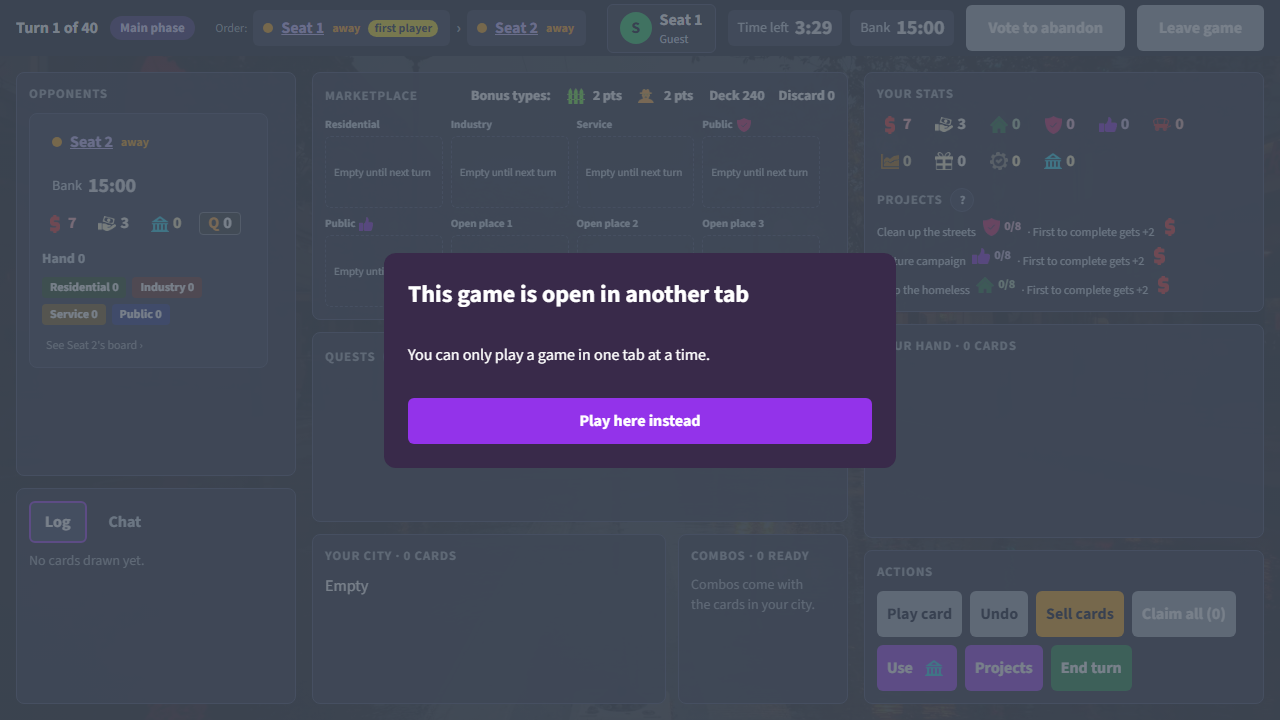 Turn 1 of 40 Main phase Order: Seat 1 away first player › Seat 2 away S Seat 1 Guest Time left 3:29 Bank 15:00 Vote to abandon Leave game
OPPONENTS
Seat 2 away
Bank 15:00
7 3 0 Q 0
Hand 0
Residential 0 Industry 0
Service 0 Public 0
See Seat 2's board ›
Log Chat
No cards drawn yet.
MARKETPLACE Bonus types: 2 pts 2 pts Deck 240 Discard 0
Residential Industry Service Public
Empty until next turn Empty until next turn Empty until next turn Empty until next turn
Public Open place 1 Open place 2 Open place 3
Empty unti
QUESTS
This game is open in another tab
You can only play a game in one tab at a time.
Play here instead
YOUR CITY · 0 CARDS
Empty
COMBOS · 0 READY
Combos come with
the cards in your city.
YOUR STATS
$ 7 3 0 0 0 0
0 0 0 0
PROJECTS ?
Clean up the streets 0/8 · First to complete gets +2 $
ure campaign 0/8 · First to complete gets +2 $
the homeless 0/8 · First to complete gets +2 $
UR HAND · 0 CARDS
ACTIONS
Play card Undo Sell cards Claim all (0)
Use Projects End turn